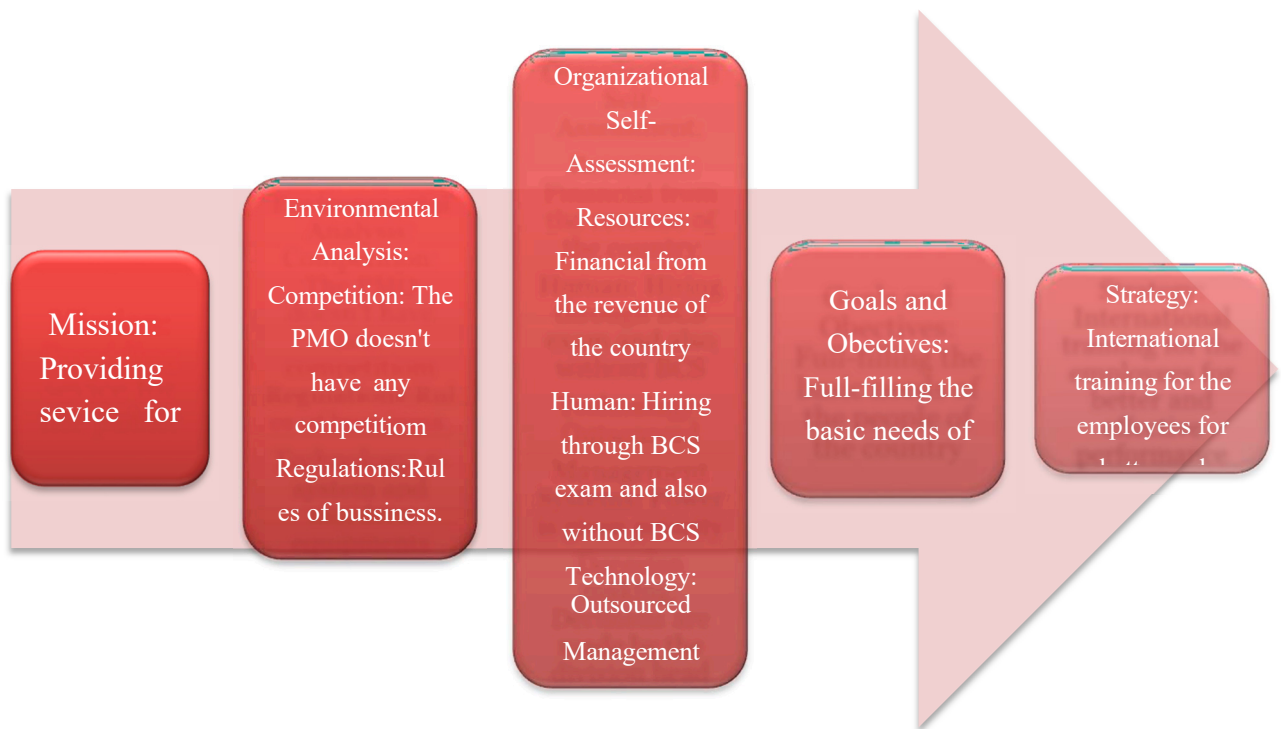 Mission:
Providing
sevice for
Environmental
Analysis:
Competition: The
PMO doesn't
have any
competitiom
Regulations:Rul
es of bussiness.
Organizational
Self-
Assessment:
Resources:
Financial from
the revenue of
the country
Human: Hiring
through BCS
exam and also
without BCS
Technology:
Outsourced
Management
Goals and
Obectives:
Full-filling the
basic needs of
Strategy:
International
training for the
employees for